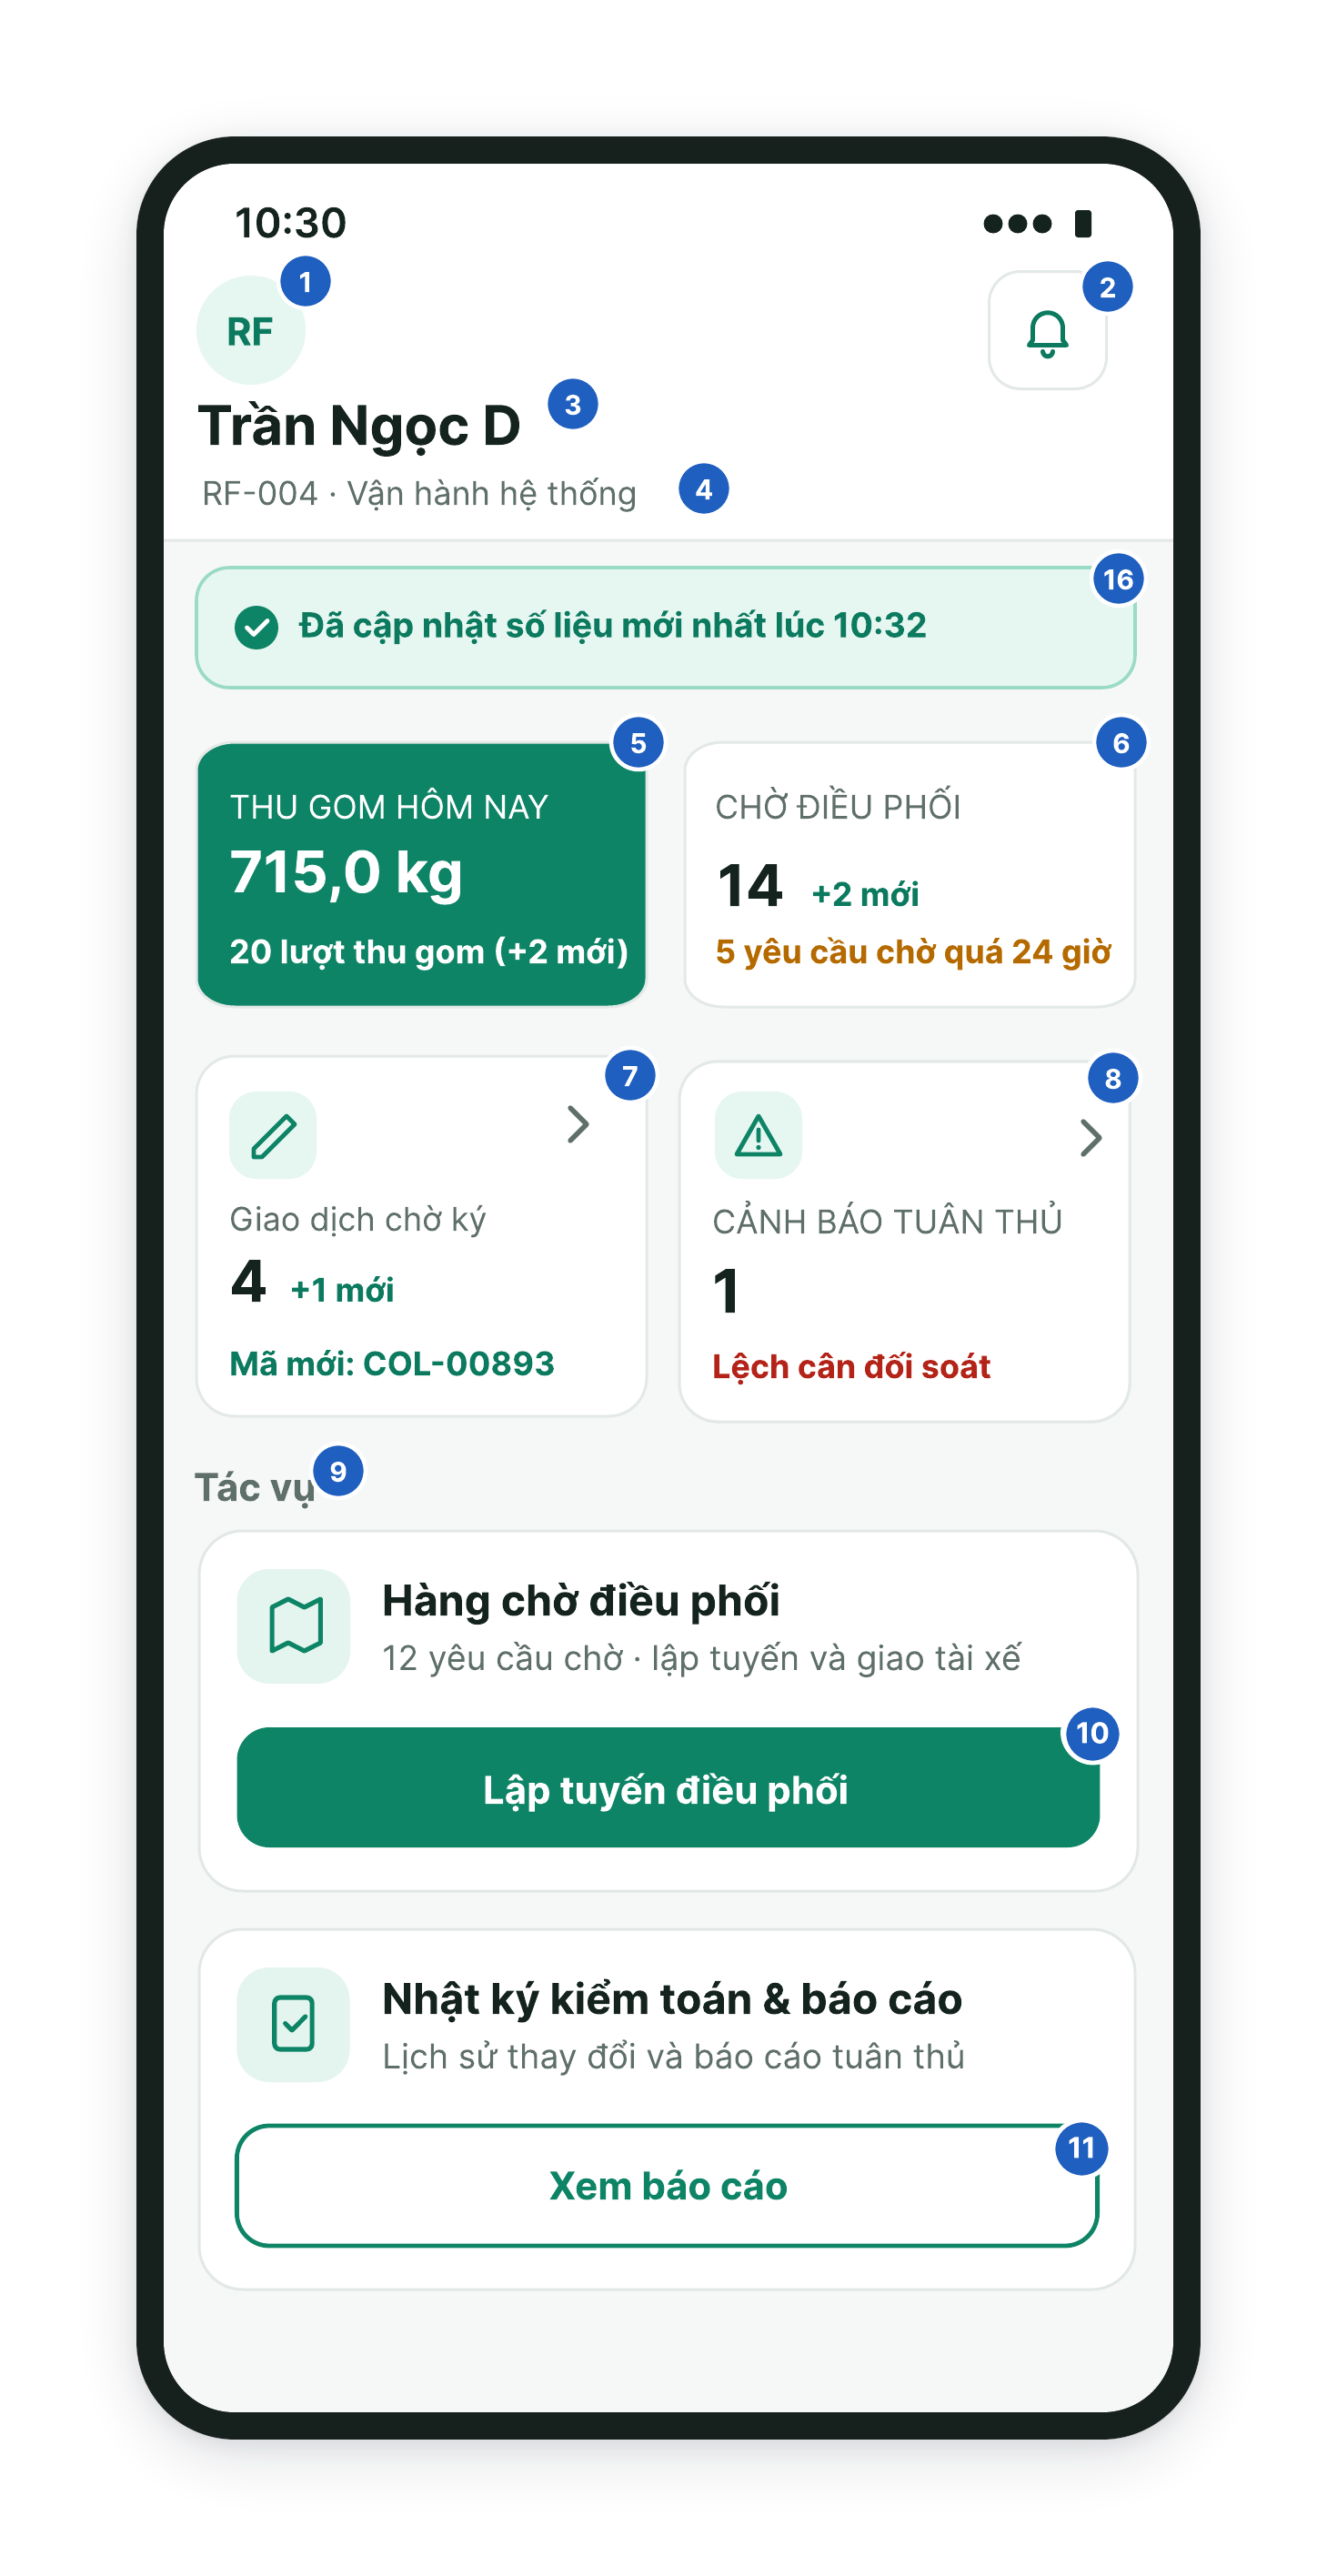 10:30
1
RF
2
Trần Ngọc D
3
RF-004 · Vận hành hệ thống
4
16
Đã cập nhật số liệu mới nhất lúc 10:32
5
THU GOM HÔM NAY
715,0 kg
20 lượt thu gom (+2 mới)
6
CHỜ ĐIỀU PHỐI
14 +2 mới
5 yêu cầu chờ quá 24 giờ
7
Giao dịch chờ ký
4 +1 mới
Mã mới: COL-00893
8
CẢNH BÁO TUÂN THỦ
1
Lệch cân đối soát
Tác vụ
9
Hàng chờ điều phối
12 yêu cầu chờ · lập tuyến và giao tài xế
10
Lập tuyến điều phối
Nhật ký kiểm toán & báo cáo
Lịch sử thay đổi và báo cáo tuân thủ
11
Xem báo cáo